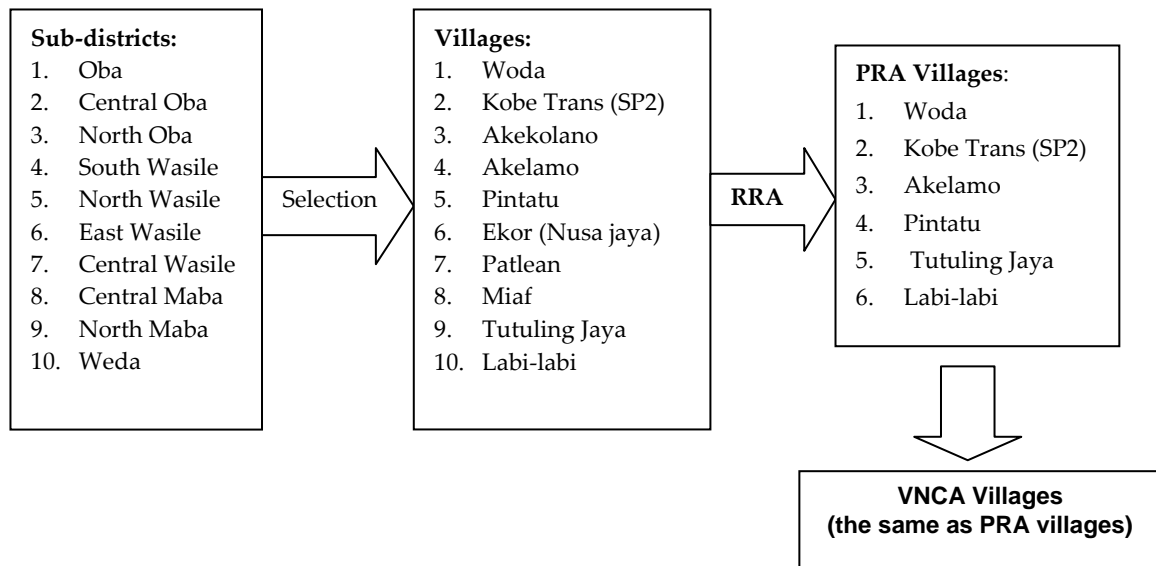 Sub-districts:
1. Oba
2. Central Oba
3. North Oba
4. South Wasile
5. North Wasile
6. East Wasile
7. Central Wasile
8. Central Maba
9. North Maba
10. Weda
Selection
Villages:
1. Woda
2. Kobe Trans (SP2)
3. Akekolano
4. Akelamo
5. Pintatu
6. Ekor (Nusa jaya)
7. Patlean
8. Miaf
9. Tutuling Jaya
10. Labi-labi
RRA
PRA Villages:
1. Woda
2. Kobe Trans (SP2)
3. Akelamo
4. Pintatu
5. Tutuling Jaya
6. Labi-labi
VNCA Villages
(the same as PRA villages)